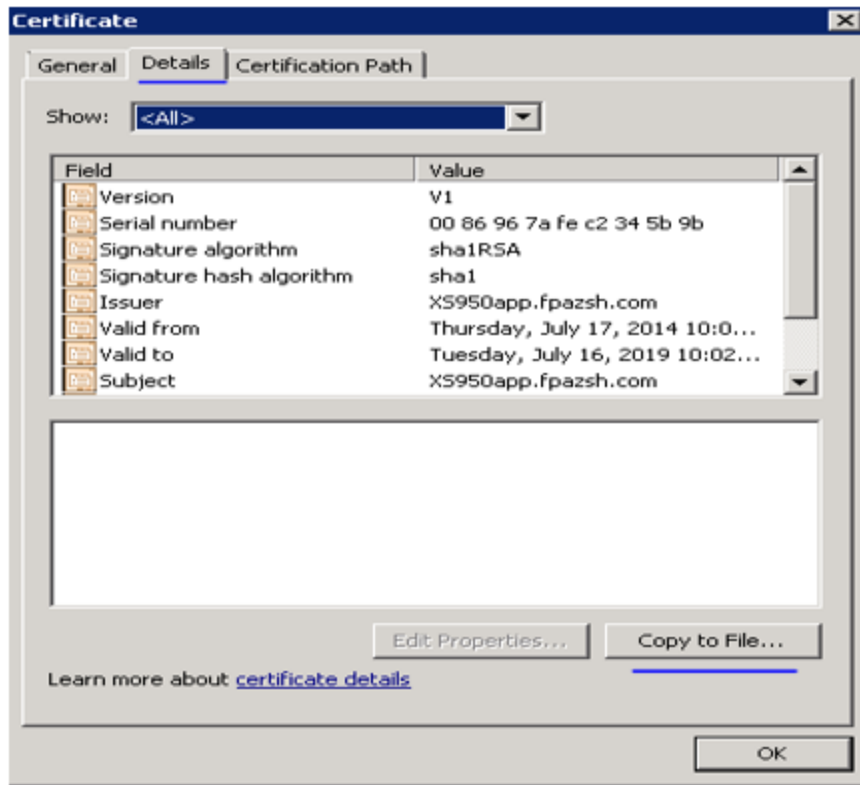 Certificate
General Details Certification Path
Show: <All>
Field Value
Version V1
Serial number 00 86 96 7a fe c2 34 5b 9b
Signature algorithm sha1RSA
Signature hash algorithm sha1
Issuer XS950app.fpazsh.com
Valid from Thursday, July 17, 2014 10:0...
Valid to Tuesday, July 16, 2019 10:02...
Subject XS950app.fpazsh.com
Edit Properties... Copy to File...
Learn more about certificate details
OK